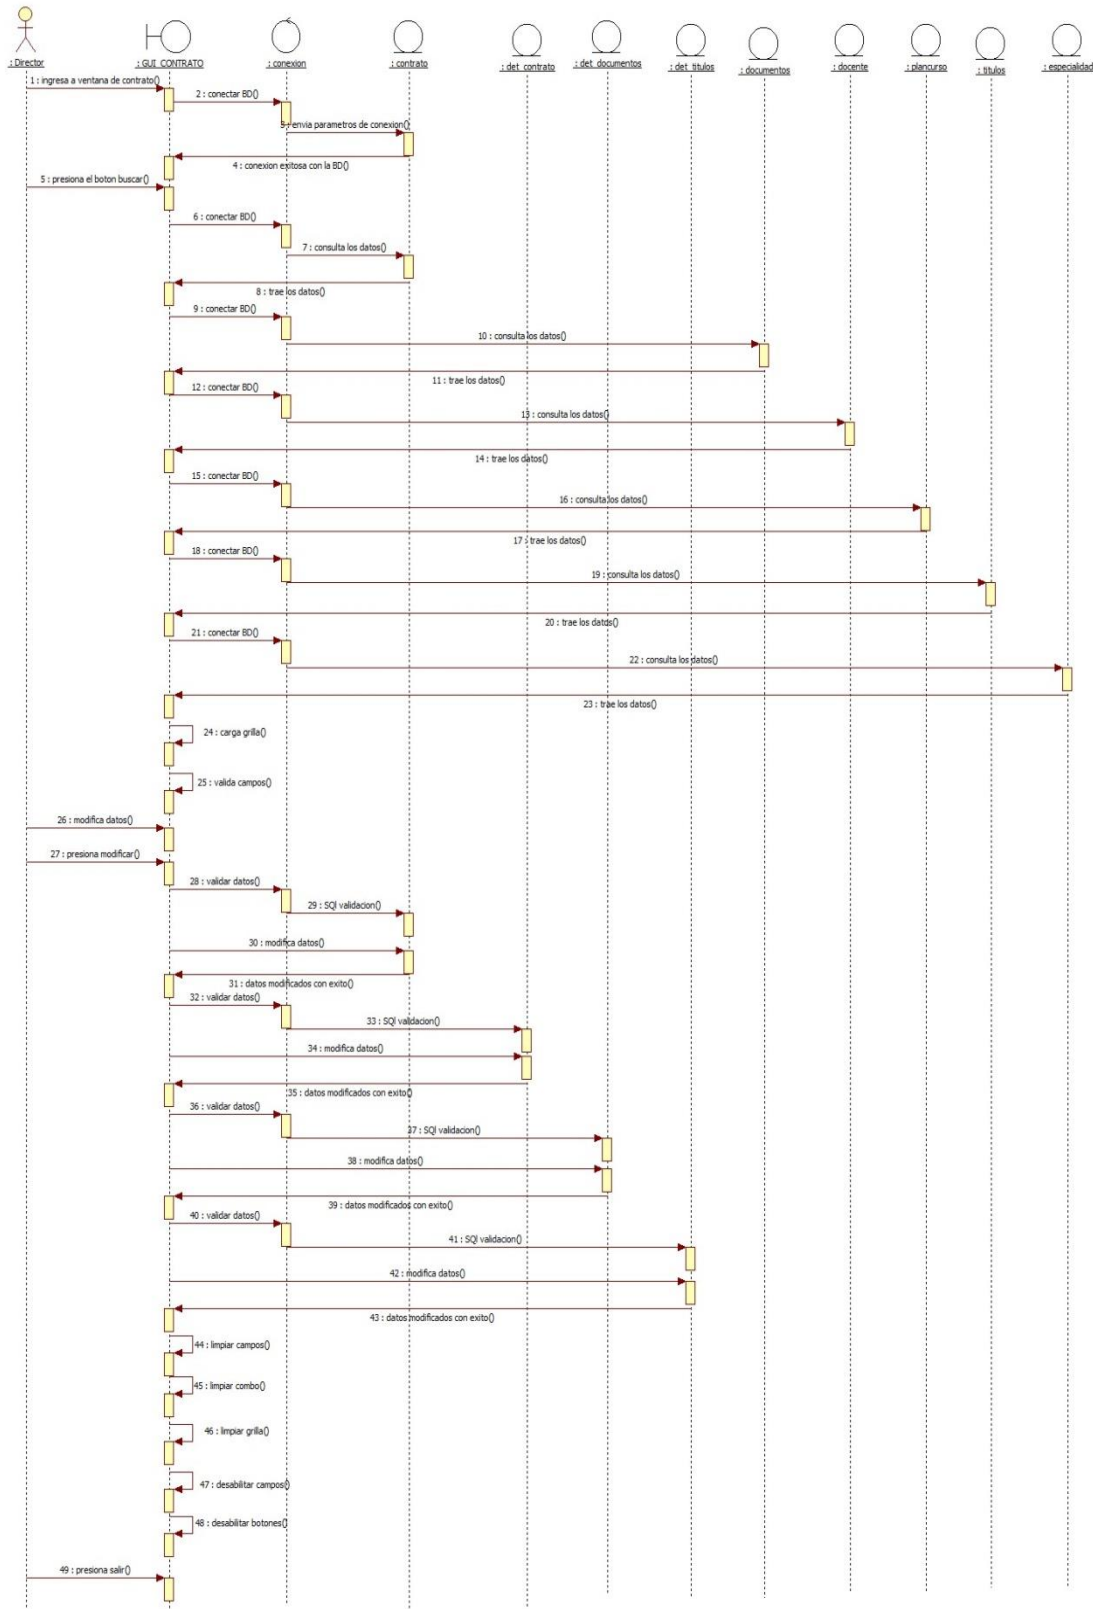 : Director
: GUI_CONTRATO
: conexion
: contrato
: det_contrato
: det_documentos
: det_titulos
: documentos
: docente
: plancurso
: titulos
: especialidad
1 : ingresa a ventana de contrato()
2 : conectar BD()
3 : envia parametros de conexion()
4 : conexion exitosa con la BD()
5 : presiona el boton buscar()
6 : conectar BD()
7 : consulta los datos()
8 : trae los datos()
9 : conectar BD()
10 : consulta los datos()
11 : trae los datos()
12 : conectar BD()
13 : consulta los datos()
14 : trae los datos()
15 : conectar BD()
16 : consulta los datos()
17 : trae los datos()
18 : conectar BD()
19 : consulta los datos()
20 : trae los datos()
21 : conectar BD()
22 : consulta los datos()
23 : trae los datos()
24 : carga grilla()
25 : valida campos()
26 : modifica datos()
27 : presiona modificar()
28 : validar datos()
29 : SQl validacion()
30 : modifica datos()
31 : datos modificados con exito()
32 : validar datos()
33 : SQl validacion()
34 : modifica datos()
35 : datos modificados con exito()
36 : validar datos()
37 : SQl validacion()
38 : modifica datos()
39 : datos modificados con exito()
40 : validar datos()
41 : SQl validacion()
42 : modifica datos()
43 : datos modificados con exito()
44 : limpiar campos()
45 : limpiar combo()
46 : limpiar grilla()
47 : desabilitar campos()
48 : desabilitar botones()
49 : presiona salir()